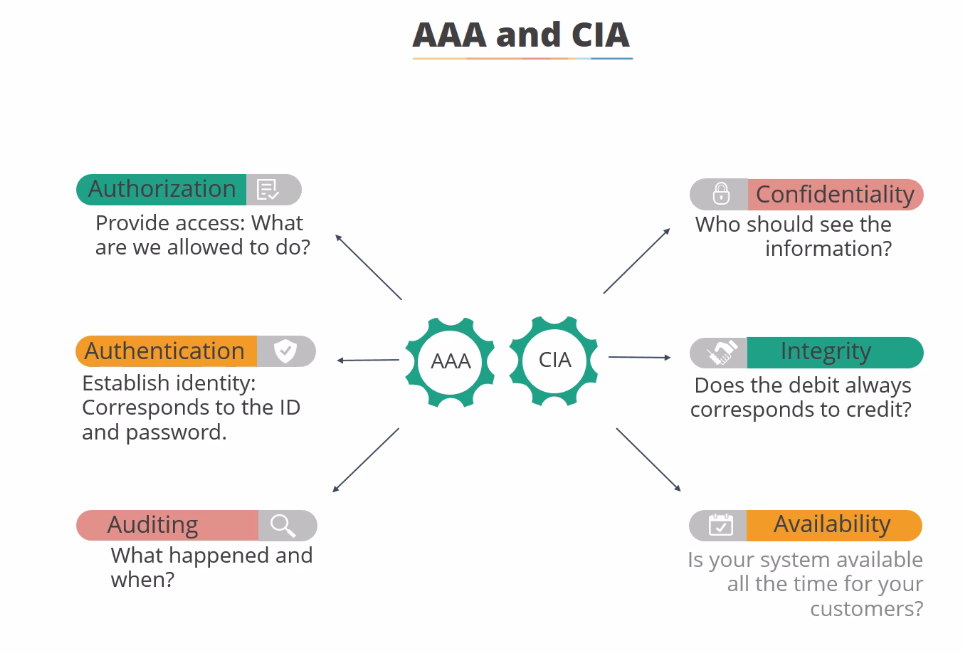 AAA and CIA
Authorization
Provide access: What
are we allowed to do?
Authentication
Establish identity:
Corresponds to the ID
and password.
Auditing
What happened and
when?
AAA
CIA
Confidentiality
Who should see the
information?
Integrity
Does the debit always
corresponds to credit?
Availability
Is your system available
all the time for your
customers?